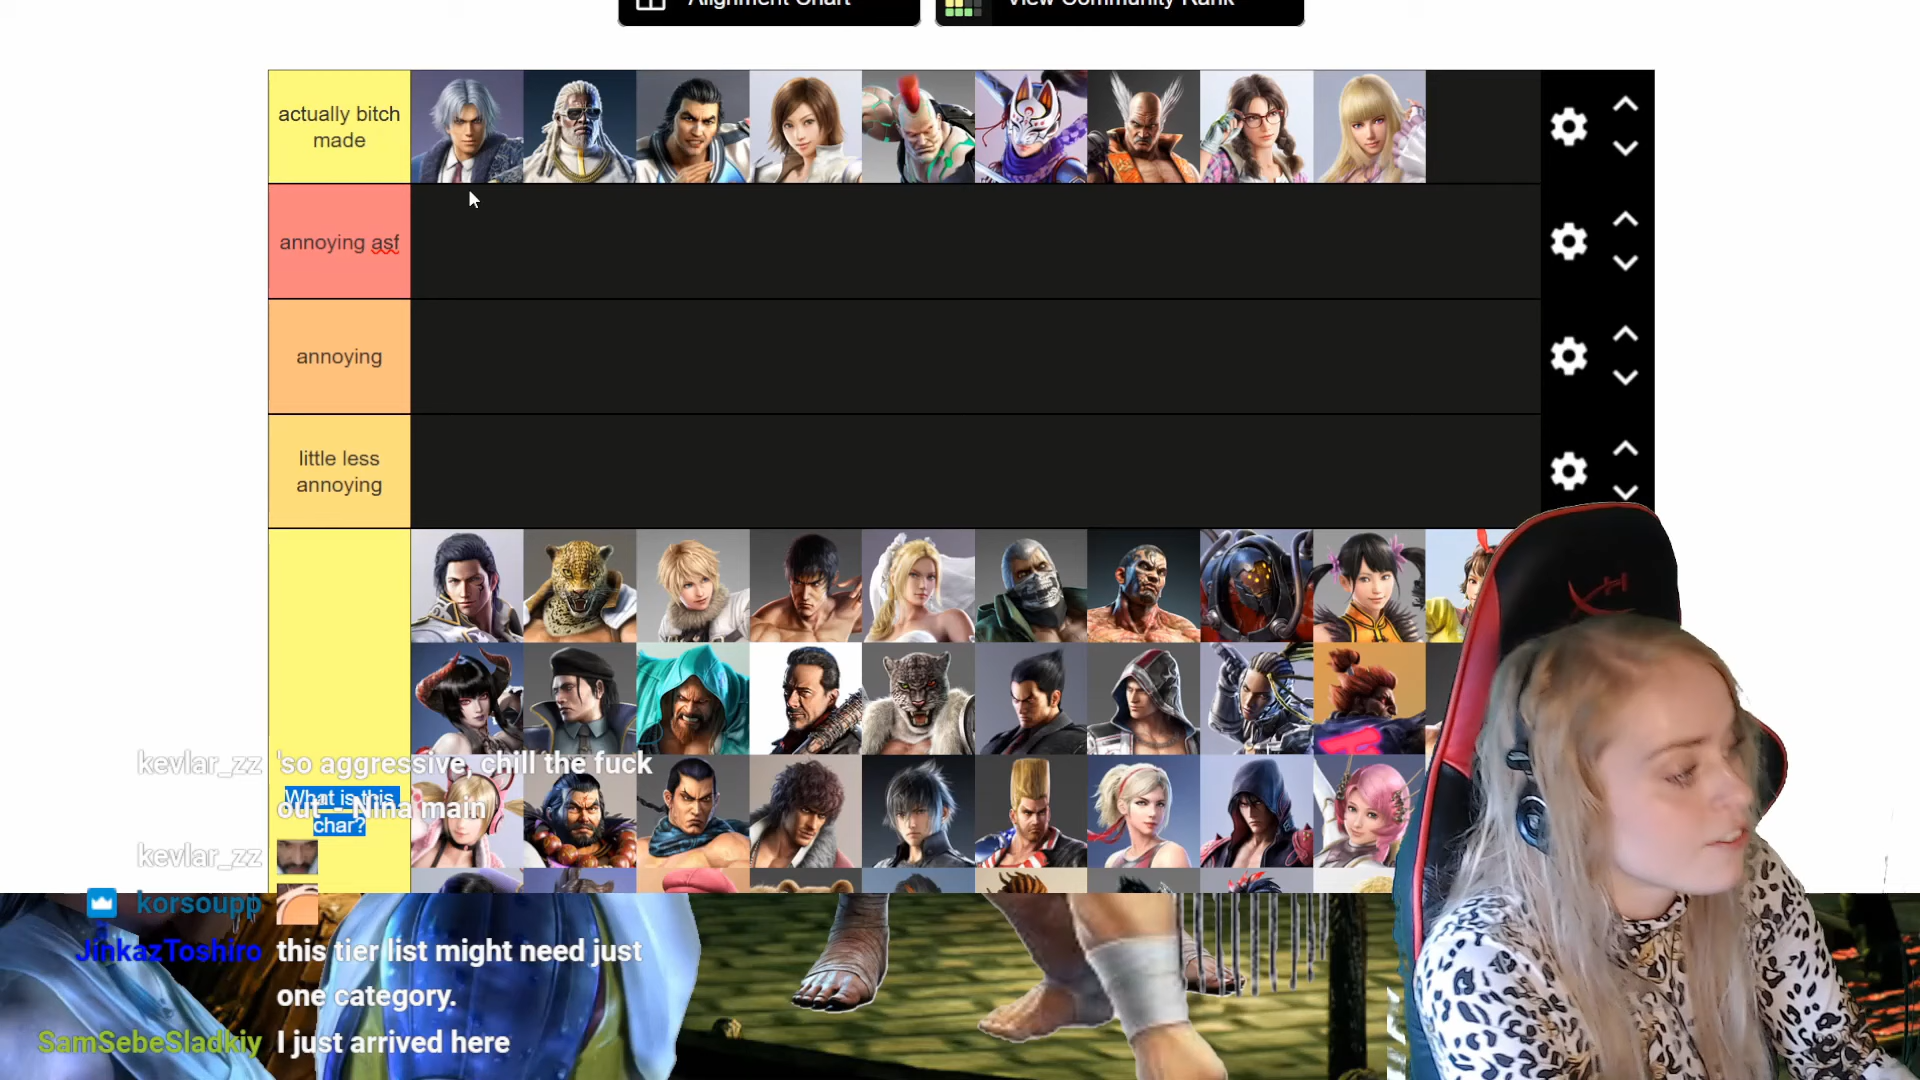 Alignment Chart
View Community Rank
actually bitch
made
annoying asf
annoying
little less
annoying
What is this
char?
kevlar_zz 'so aggressive, chill the fuck
out - Nina main
kevlar_zz
korsoupp
JinkazToshiro this tier list might need just
one category.
SamSebeSladkiy I just arrived here